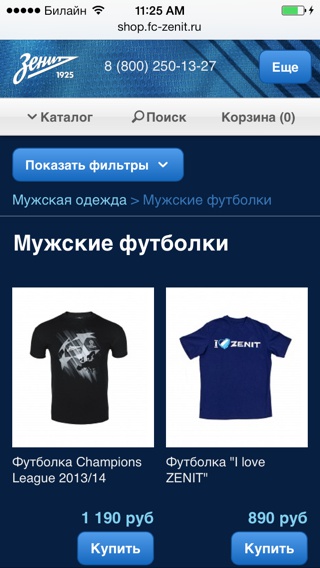 Билайн 11:25 AM
shop.fc-zenit.ru
Зенит 1925 8 (800) 250-13-27 Еще
Каталог Поиск Корзина (0)
Показать фильтры
Мужская одежда > Мужские футболки
Мужские футболки
I ZENIT
Футболка Champions Футболка "I love
League 2013/14 ZENIT"
1 190 руб 890 руб
Купить Купить